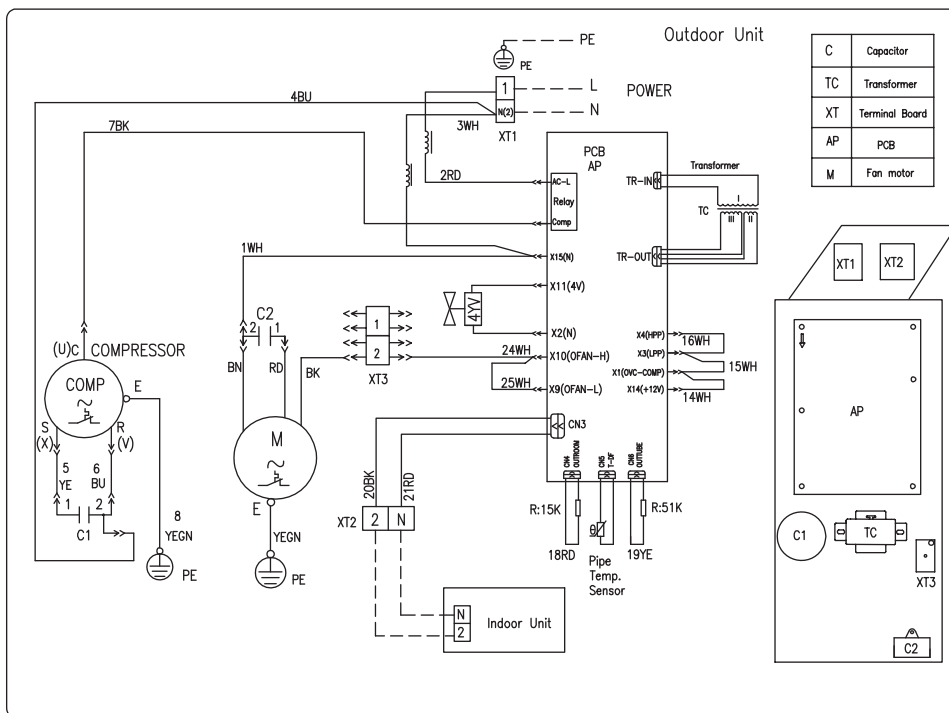 PE
PE
Outdoor Unit
1
L
N(2)
N
POWER
XT1
C Capacitor
TC Transformer
XT Terminal Board
AP PCB
M Fan motor
4BU
7BK
3WH
2RD
PCB
AP
AC-L
Relay
Comp
TR-IN
Transformer
TC
I
III
II
TR-OUT
1WH
X15(N)
X11(4V)
4YV
X2(N)
X4(HPP)
16WH
X3(LPP)
15WH
X1(OVC-COMP)
X14(+12V)
14WH
C2
2
1
BN
RD
BK
1
2
XT3
24WH
X10(OFAN-H)
25WH
X9(OFAN-L)
CN3
(U)C
COMPRESSOR
COMP
E
S
(X)
R
(V)
5
YE
6
BU
1
2
C1
8
YEGN
PE
M
E
YEGN
PE
20BK
21RD
XT2
2
N
CN4
OUTROON
CN5
T-DF
CN6
OUTTUBE
R:15K
R:51K
θ
18RD
19YE
Pipe
Temp.
Sensor
N
2
Indoor Unit
XT1
XT2
AP
C1
TC
XT3
C2